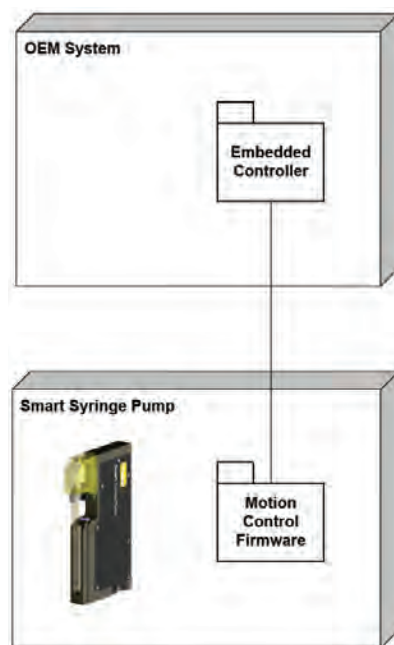 OEM System
Embedded
Controller
Smart Syringe Pump
Motion
Control
Firmware